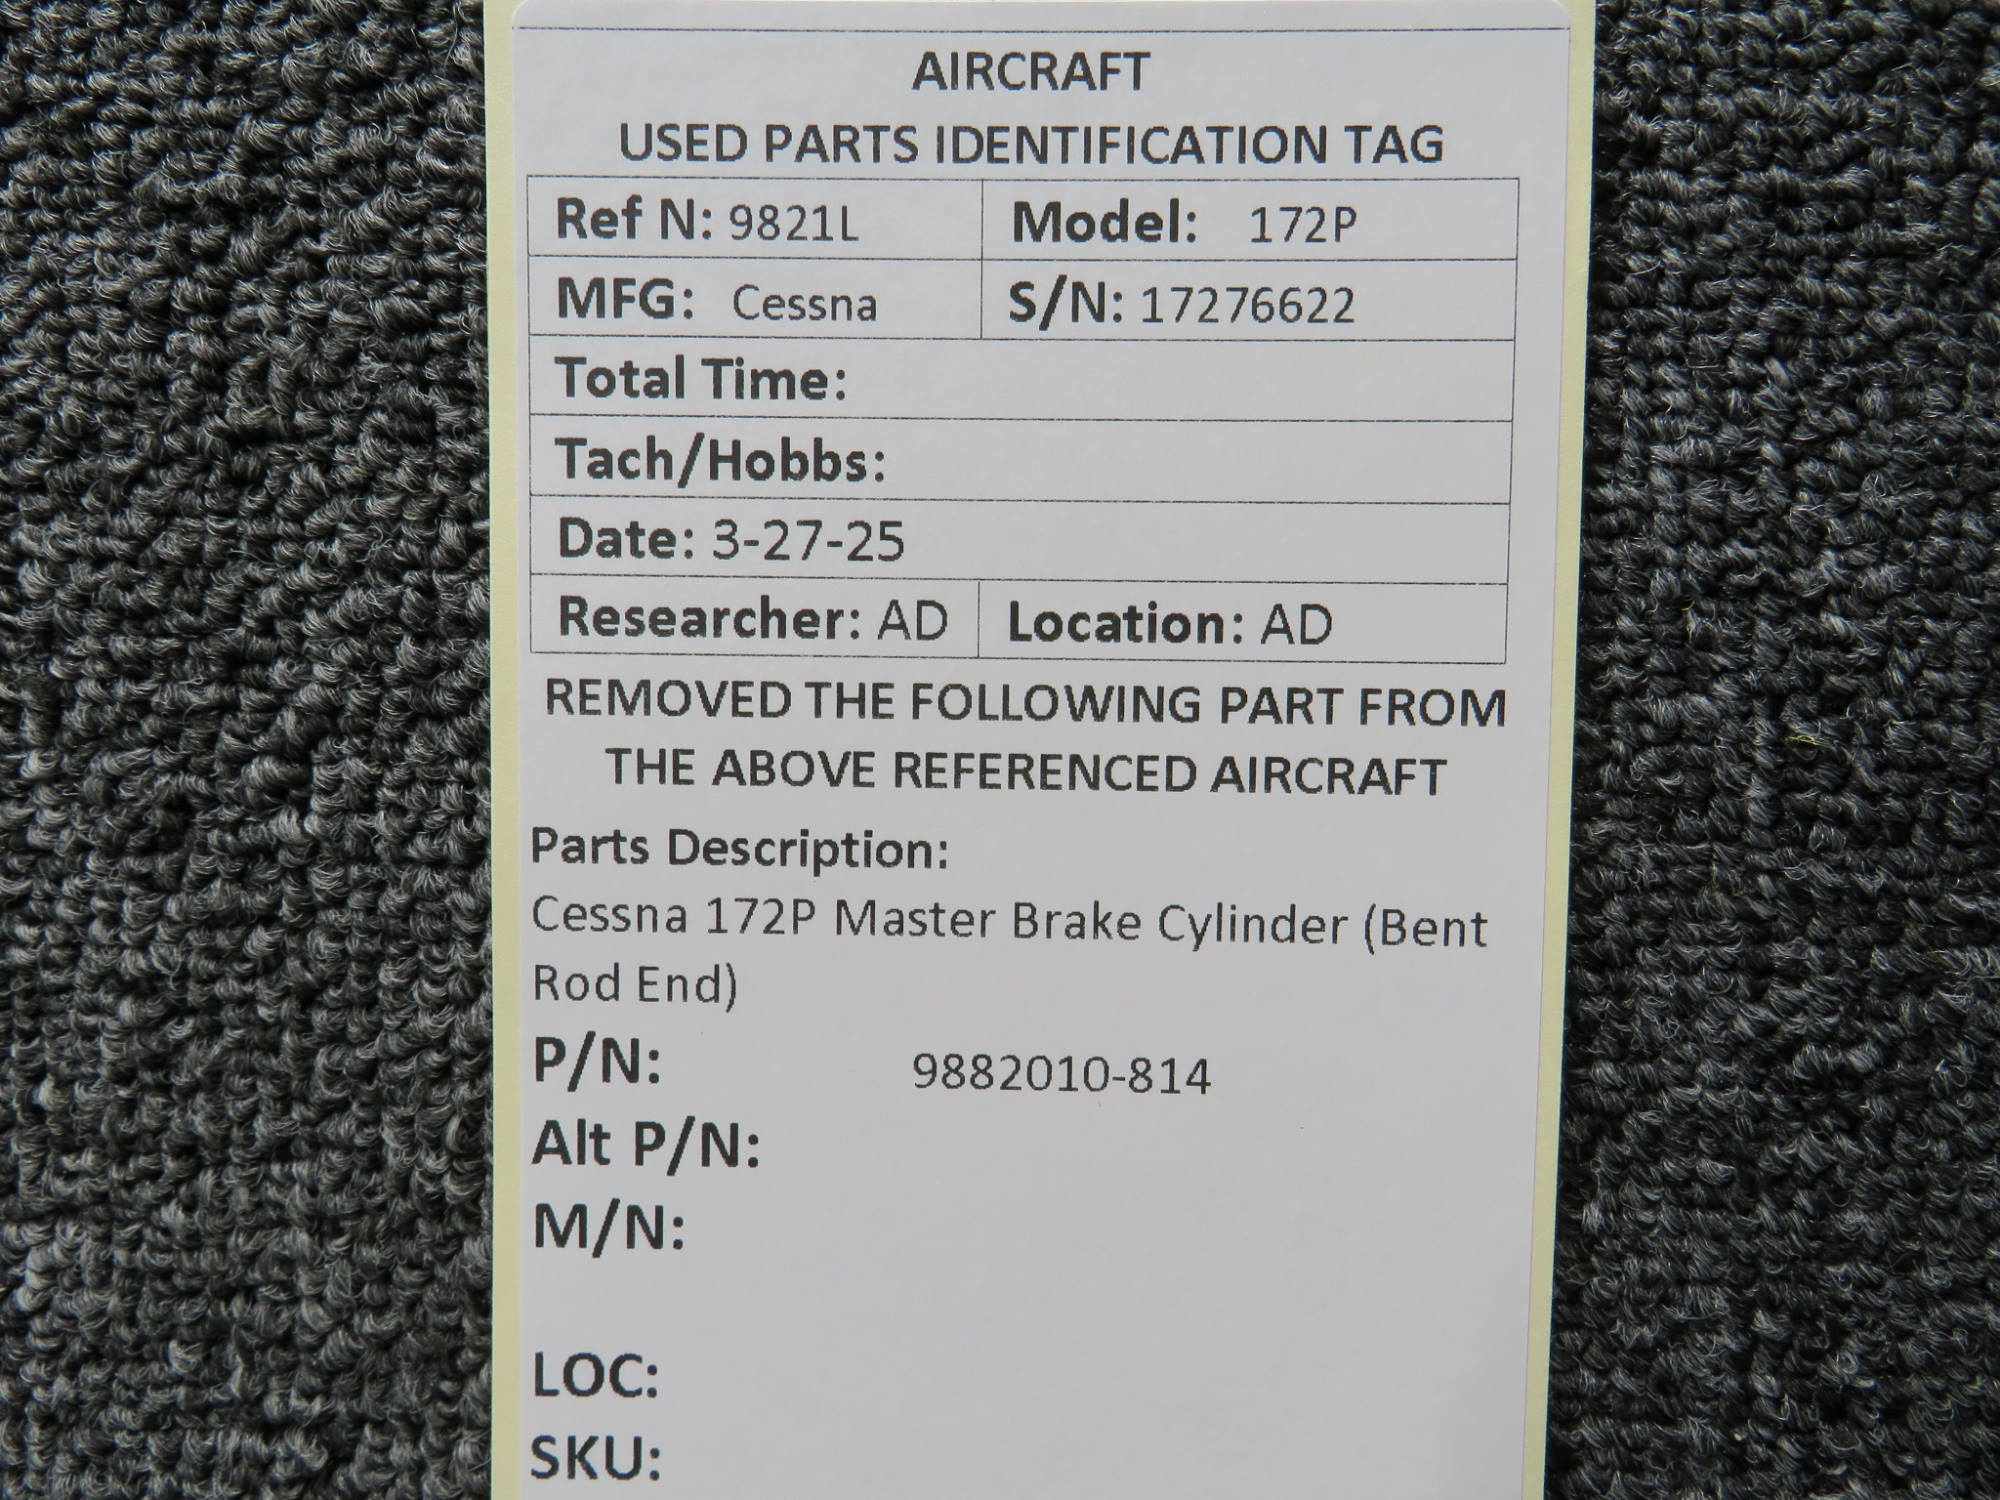 AIRCRAFT
USED PARTS IDENTIFICATION TAG
Ref N: 9821L Model: 172P
MFG: Cessna S/N: 17276622
Total Time:
Tach/Hobbs:
Date: 3-27-25
Researcher: AD Location: AD
REMOVED THE FOLLOWING PART FROM
THE ABOVE REFERENCED AIRCRAFT
Parts Description:
Cessna 172P Master Brake Cylinder (Bent
Rod End)
P/N: 9882010-814
Alt P/N:
M/N:
LOC:
SKU: